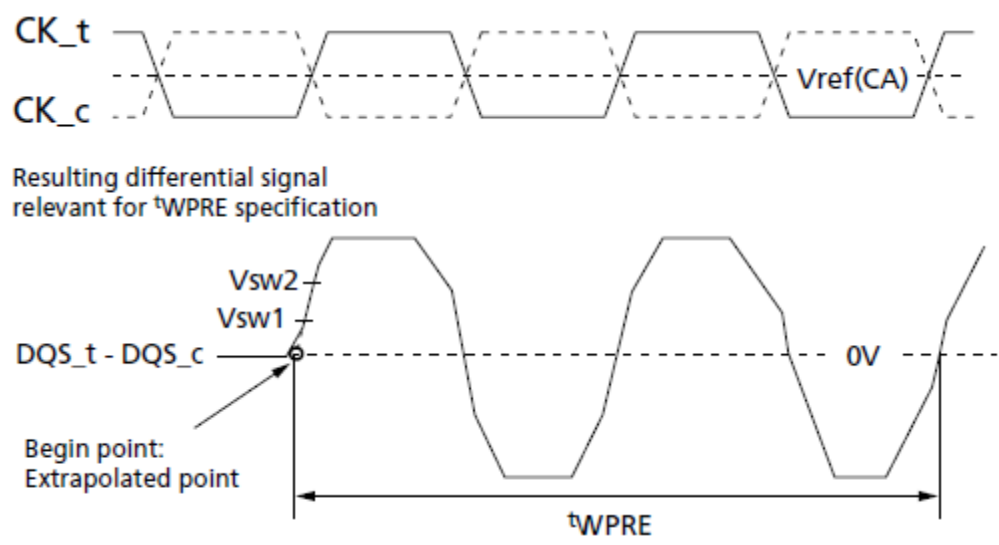 CK_t
CK_c
Vref(CA)
Resulting differential signal
relevant for tWPRE specification
Vsw2
Vsw1
DQS_t - DQS_c
0V
Begin point:
Extrapolated point
tWPRE